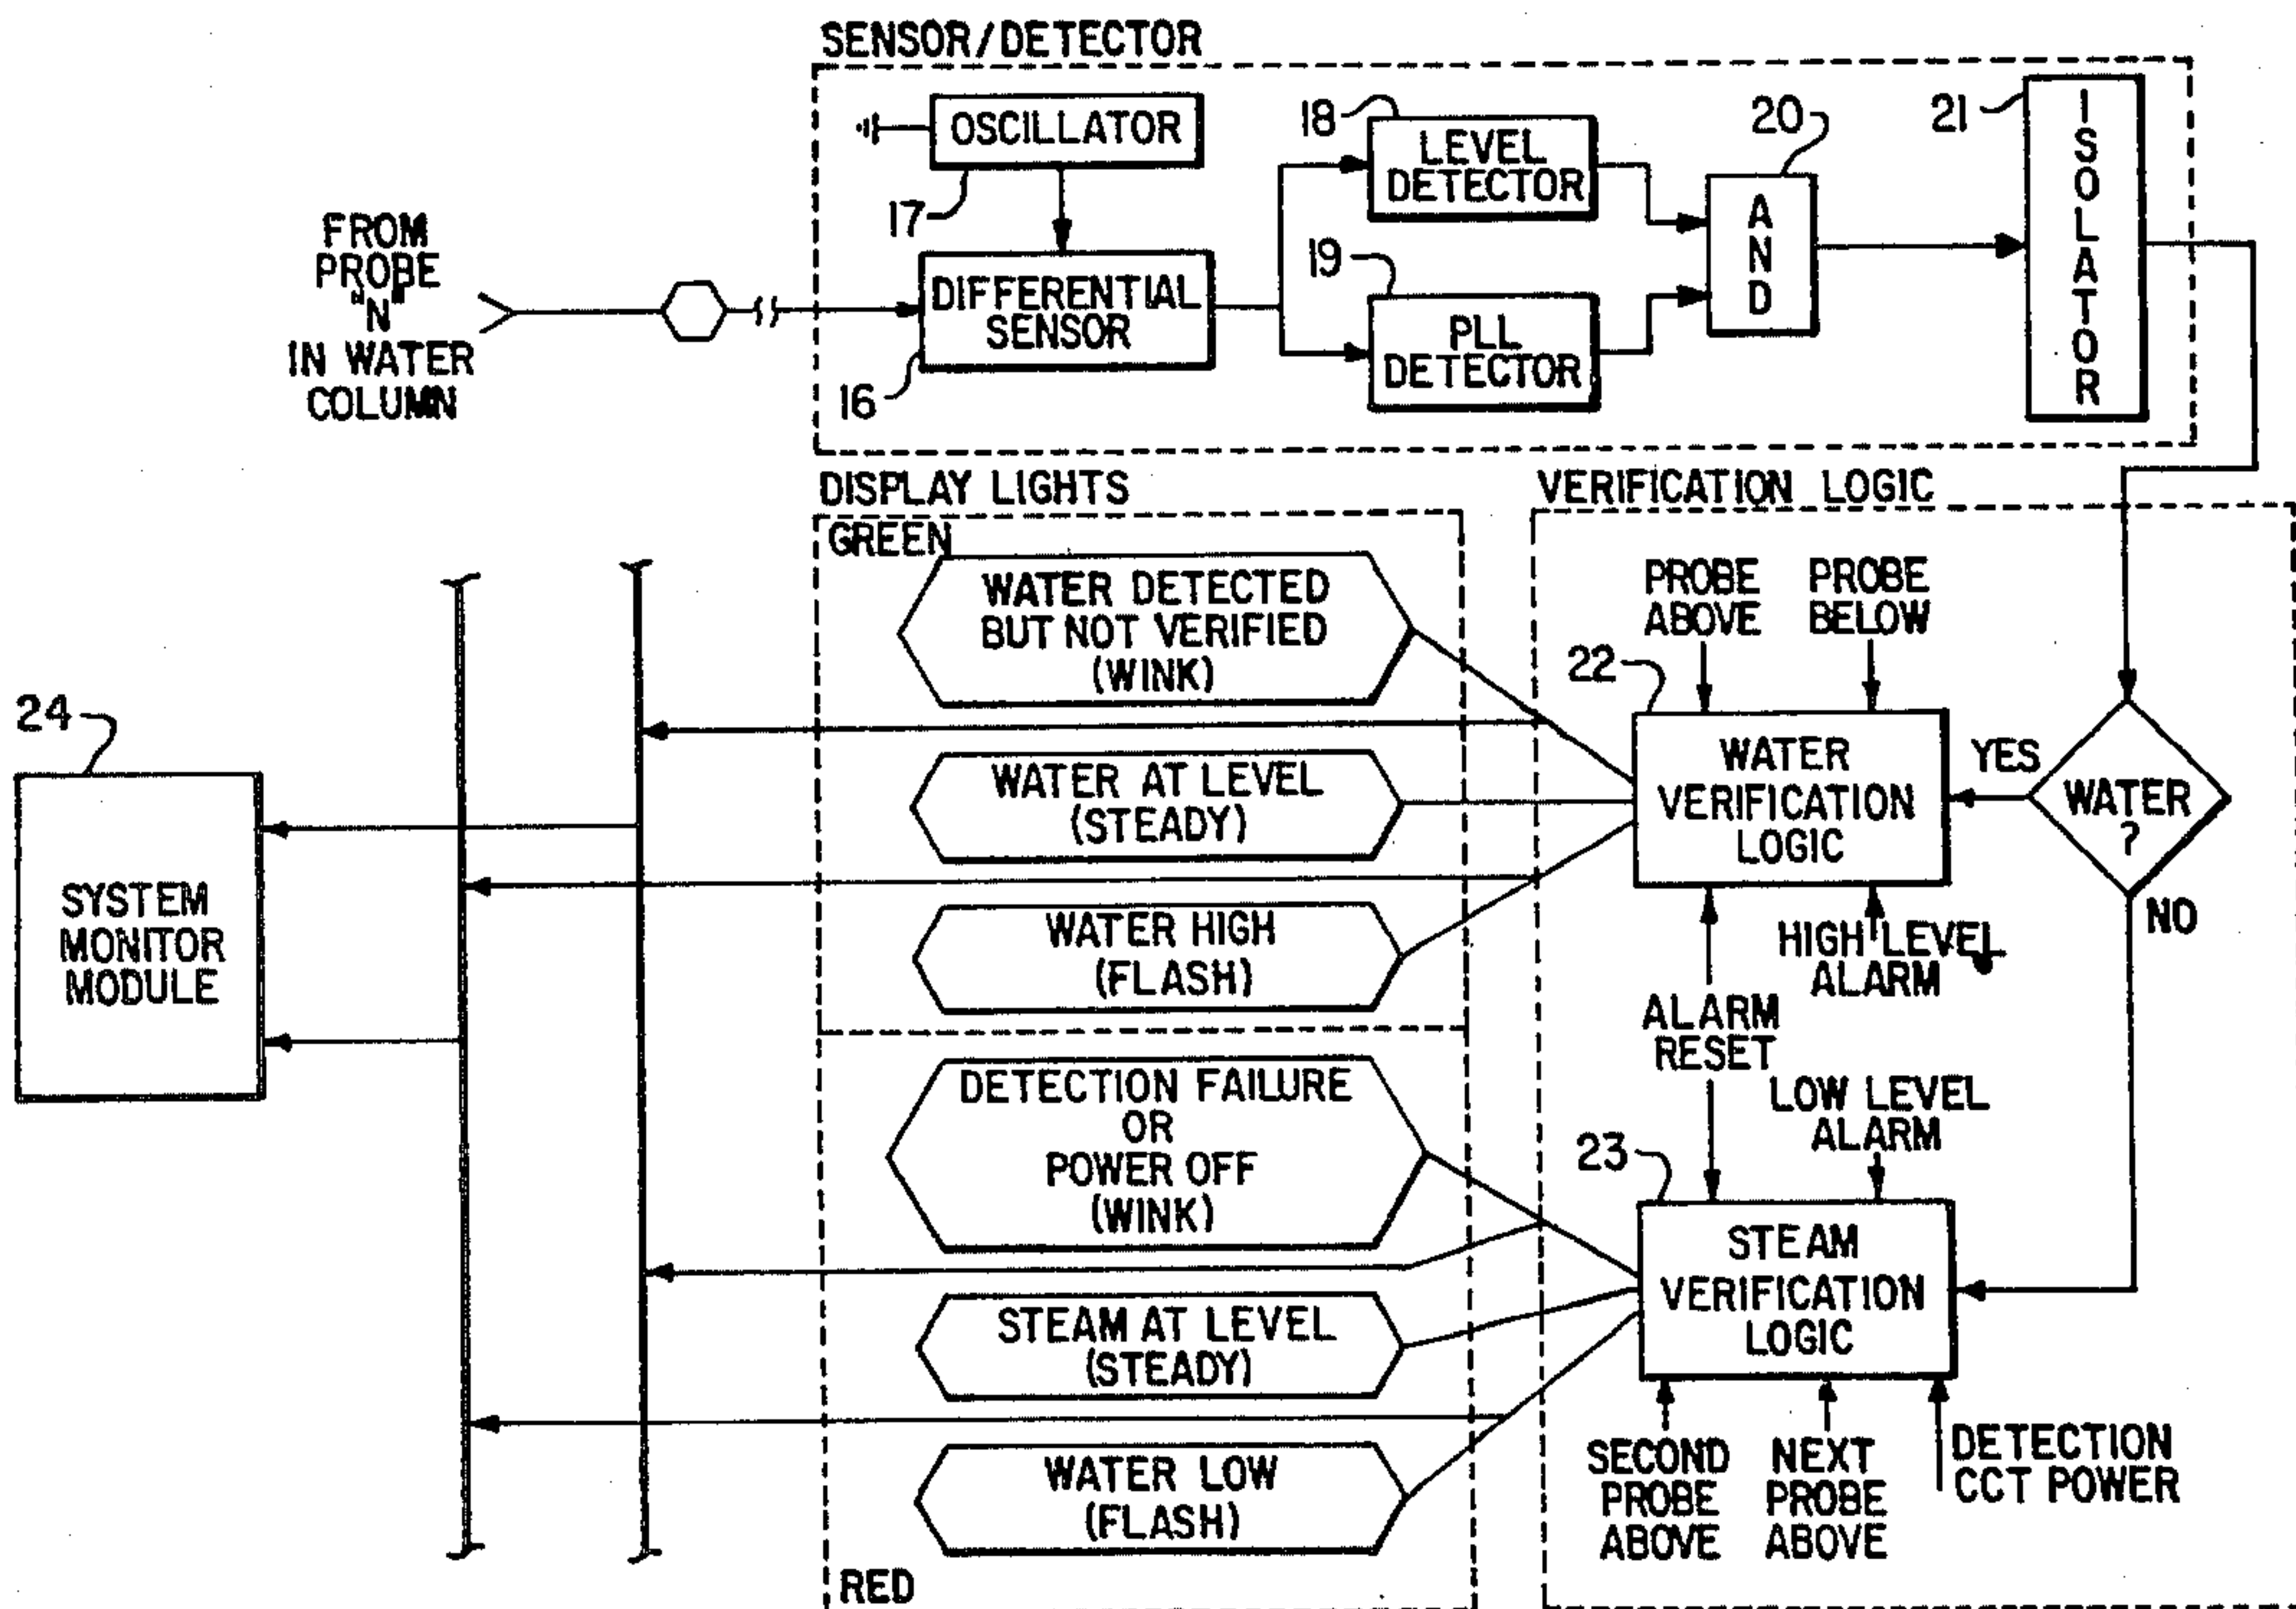 SENSOR/DETECTOR
OSCILLATOR
17
18
LEVEL
DETECTOR
20
21
ISOLATOR
FROM
PROBE
"N"
IN WATER
COLUMN
DIFFERENTIAL
SENSOR
16
19
PLL
DETECTOR
AND
DISPLAY LIGHTS
VERIFICATION LOGIC
GREEN
WATER DETECTED
BUT NOT VERIFIED
(WINK)
PROBE
ABOVE
PROBE
BELOW
22
24
SYSTEM
MONITOR
MODULE
WATER AT LEVEL
(STEADY)
WATER
VERIFICATION
LOGIC
YES
WATER
?
NO
WATER HIGH
(FLASH)
HIGH LEVEL
ALARM
ALARM
RESET
DETECTION FAILURE
OR
POWER OFF
(WINK)
LOW LEVEL
ALARM
23
STEAM
VERIFICATION
LOGIC
STEAM AT LEVEL
(STEADY)
WATER LOW
(FLASH)
SECOND
PROBE
ABOVE
NEXT
PROBE
ABOVE
DETECTION
CCT POWER
RED